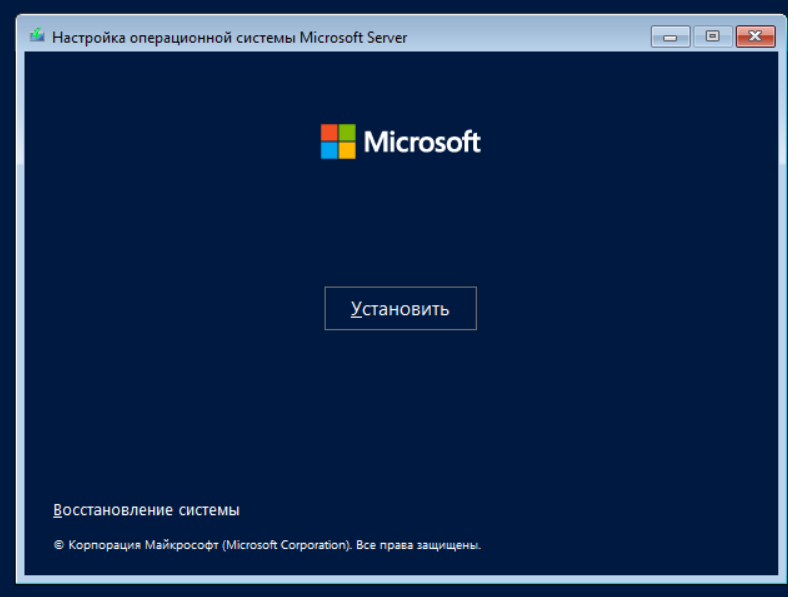 Настройка операционной системы Microsoft Server
Microsoft
Установить
Восстановление системы
© Корпорация Майкрософт (Microsoft Corporation). Все права защищены.